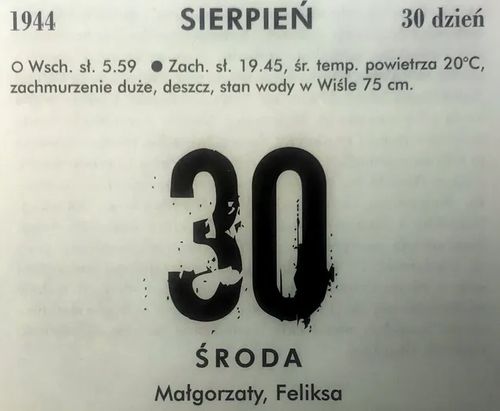 1944 SIERPIEŃ 30 dzień
○ Wsch. sł. 5.59 ● Zach. sł. 19.45, śr. temp. powietrza 20°C,
zachmurzenie duże, deszcz, stan wody w Wiśle 75 cm.
30
ŚRODA
Małgorzaty, Feliksa